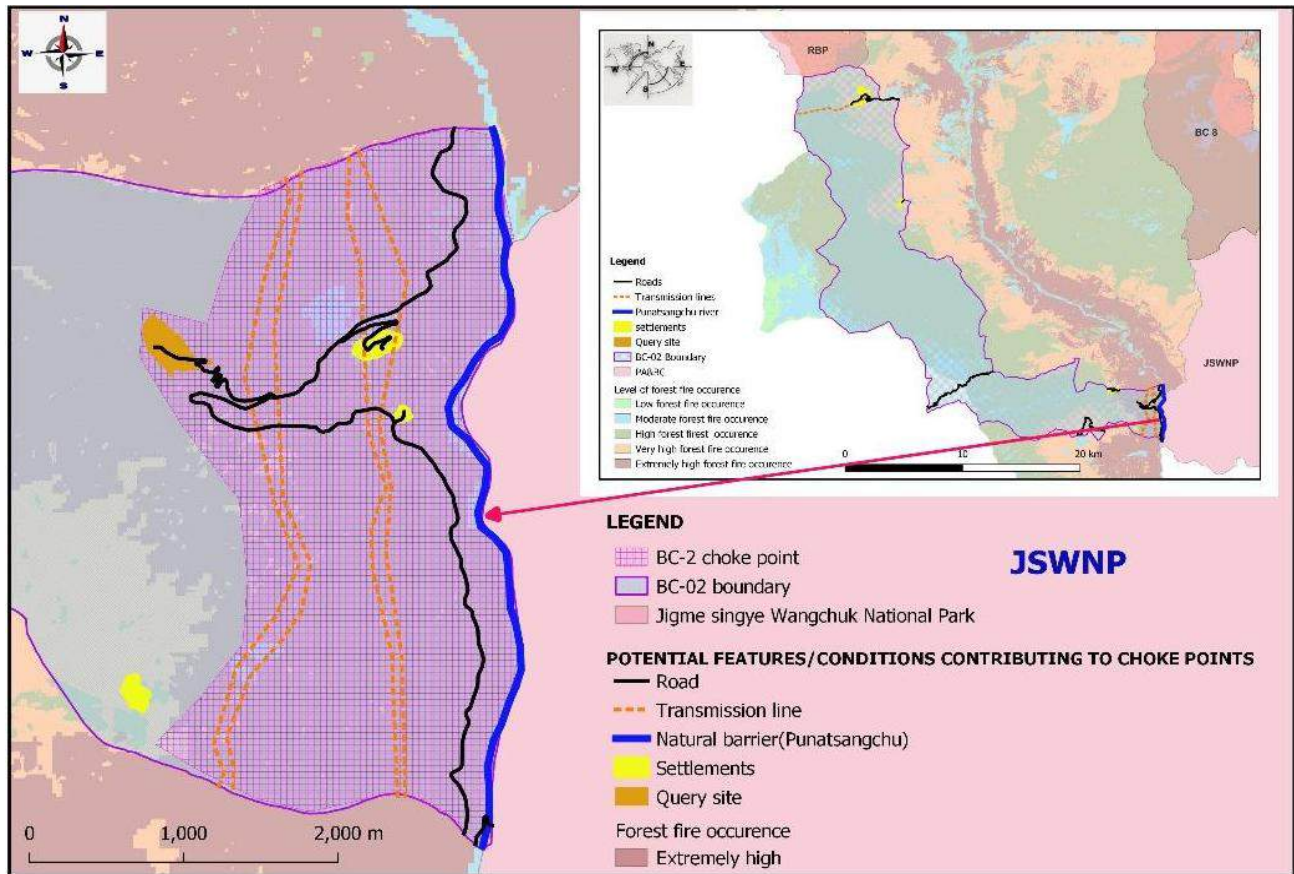 N
W E
S
0 1,000 2,000 m
N
W E
S
RBP
BC 8
JSWNP
Legend
Roads
Transmission lines
Punatsangchu river
settlements
Query site
BC-02 Boundary
PA&BC
Level of forest fire occurence
Low forest fire occurence
Moderate forest fire occurence
High forest firest occurence
Very high forest fire occurence
Extremely high forest fire occurence
0 10 20 km
LEGEND
BC-2 choke point
BC-02 boundary
Jigme singye Wangchuk National Park
JSWNP
POTENTIAL FEATURES/CONDITIONS CONTRIBUTING TO CHOKE POINTS
Road
Transmission line
Natural barrier(Punatsangchu)
Settlements
Query site
Forest fire occurence
Extremely high